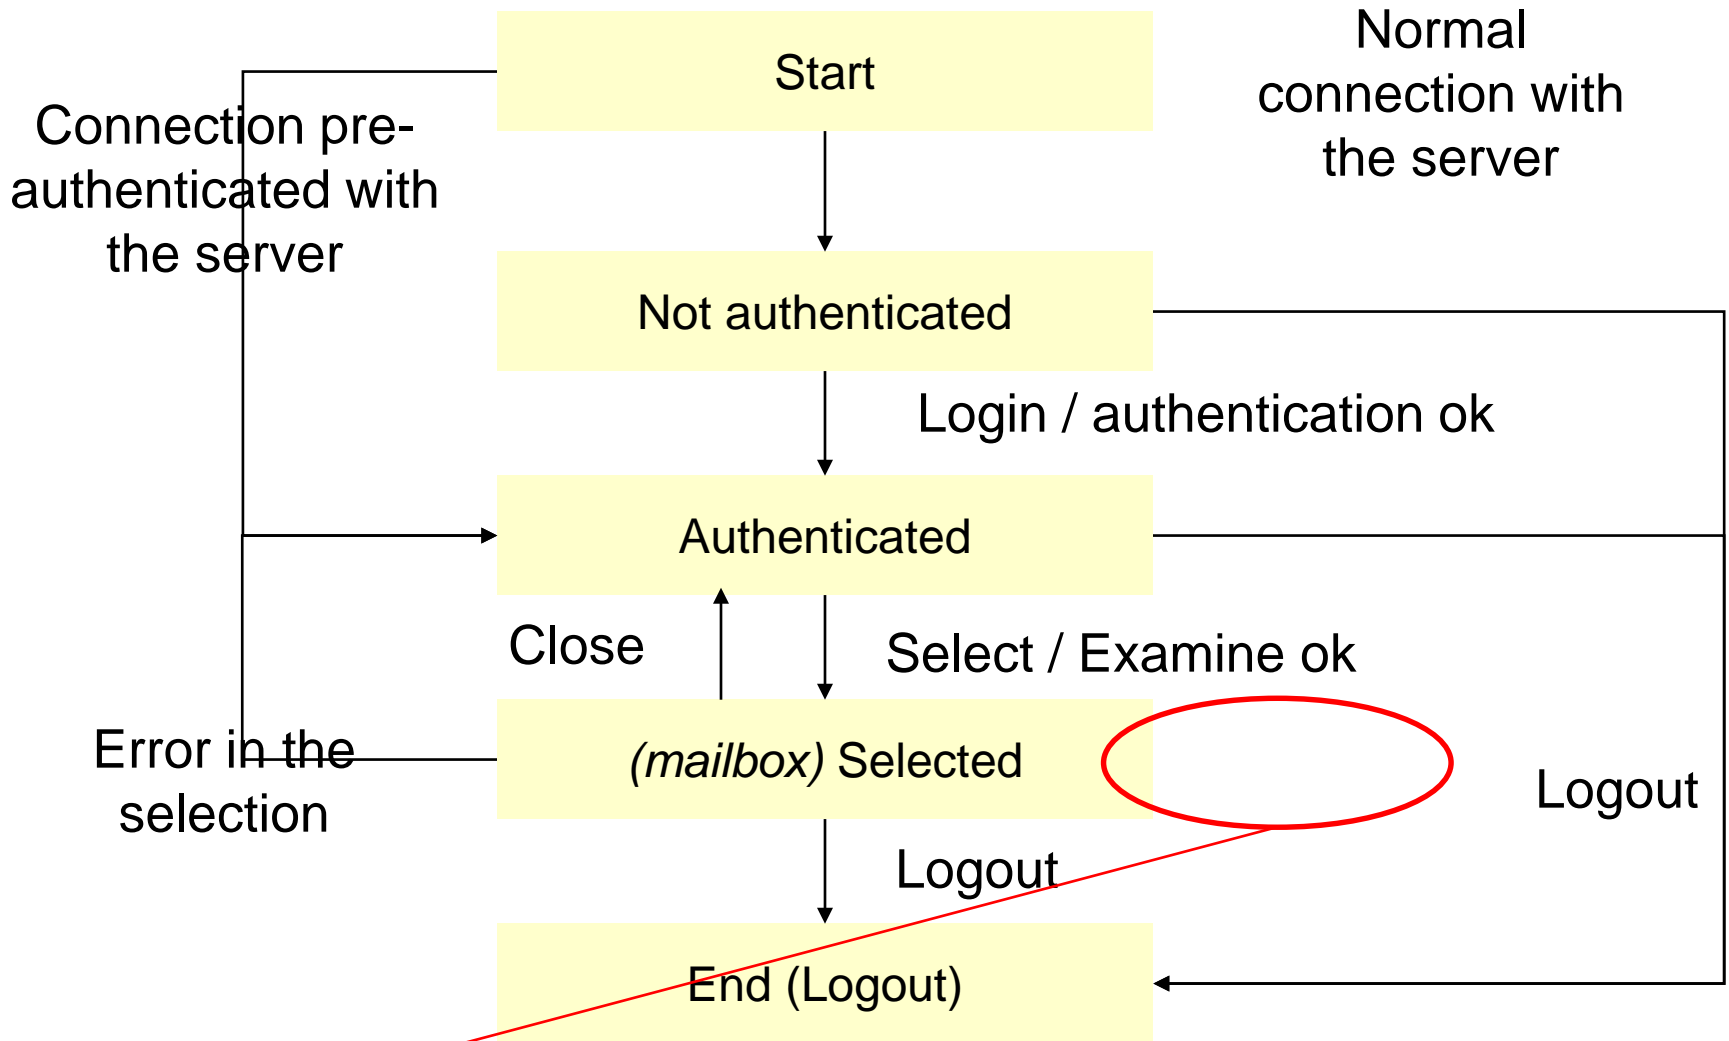 Start
Normal
connection with
the server
Connection pre-
authenticated with
the server
Not authenticated
Login / authentication ok
Authenticated
Close
Select / Examine ok
Error in the
selection
(mailbox) Selected
Logout
Logout
End (Logout)